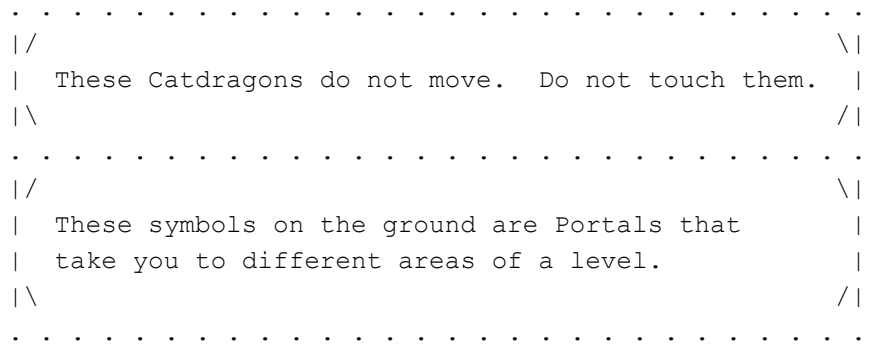 . . . . . . . . . . . . . . . . . . . . . . . . . . . .
|/                                                   \|
|  These Catdragons do not move.  Do not touch them.  |
|\                                                   /|
. . . . . . . . . . . . . . . . . . . . . . . . . . . .
|/                                                   \|
|  These symbols on the ground are Portals that       |
|  take you to different areas of a level.            |
|\                                                   /|
. . . . . . . . . . . . . . . . . . . . . . . . . . . .